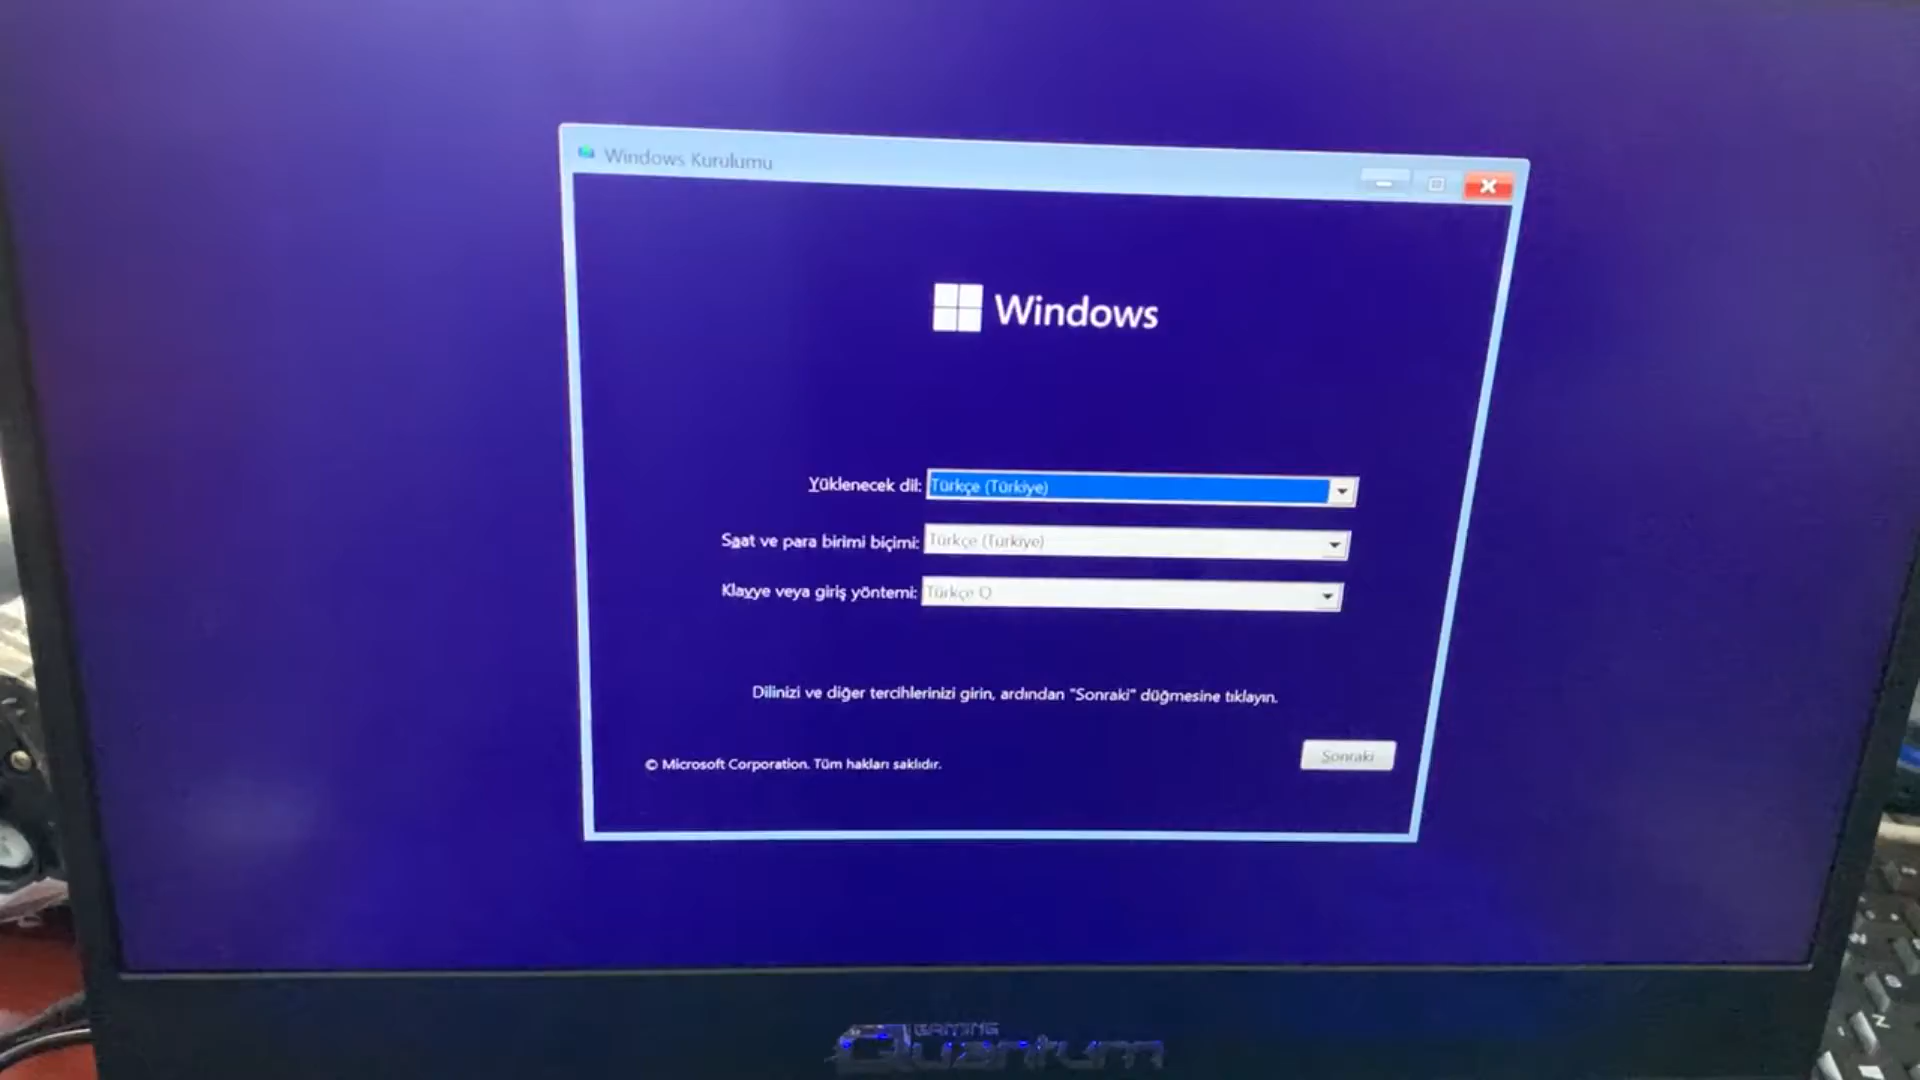 Windows Kurulumu
Windows
Yüklenecek dil: Türkçe (Türkiye)
Saat ve para birimi biçimi: Türkçe (Türkiye)
Klavye veya giriş yöntemi: Türkçe Q
Dilinizi ve diğer tercihlerinizi girin, ardından "Sonraki" düğmesine tıklayın.
© Microsoft Corporation. Tüm hakları saklıdır.
Sonraki
GAMING
Quantum